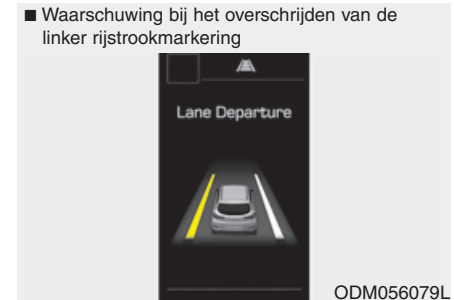 ■ Waarschuwing bij het overschrijden van de
linker rijstrookmarkering
Lane Departure
ODM056079L